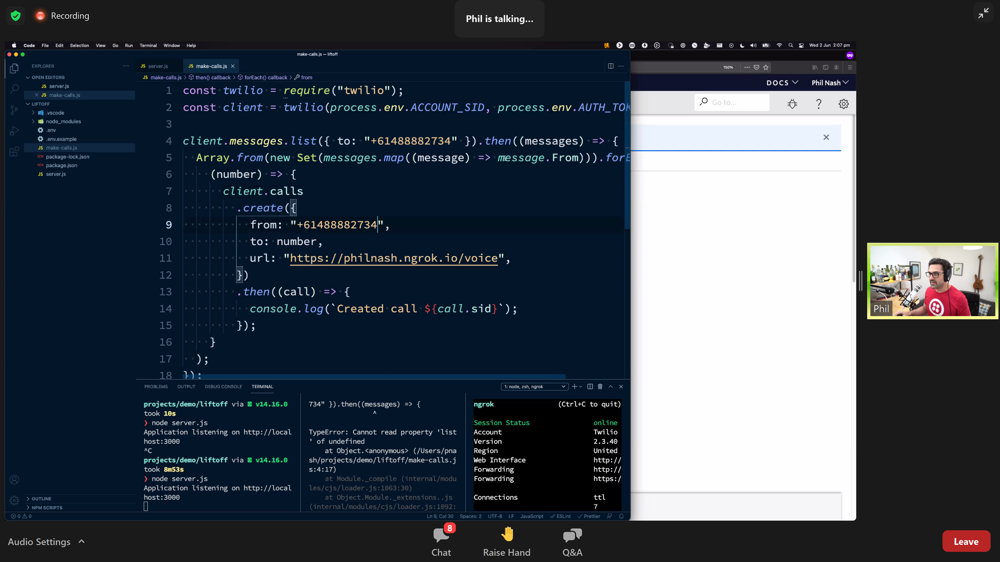 Recording
Phil is talking...
Code File Edit Selection View Go Run Terminal Window Help
Wed 2 Jun 2:07 pm
make-calls.js — liftoff
EXPLORER
OPEN EDITORS
JS server.js
JS make-calls.js
LIFTOFF
.vscode
node_modules
.env
.env.example
JS make-calls.js
package-lock.json
package.json
JS server.js
OUTLINE
NPM SCRIPTS
JS server.js
JS make-calls.js
JS make-calls.js > then() callback > forEach() callback > from
1 const twilio = require("twilio");
2 const client = twilio(process.env.ACCOUNT_SID, process.env.AUTH_TOK
3
4 client.messages.list({ to: "+61488882734" }).then((messages) => {
5 Array.from(new Set(messages.map((message) => message.From))).forE
6 (number) => {
7 client.calls
8 .create({
9 from: "+61488882734",
10 to: number,
11 url: "https://philnash.ngrok.io/voice",
12 })
13 .then((call) => {
14 console.log(`Created call ${call.sid}`);
15 });
16 }
17 );
18 });
PROBLEMS OUTPUT DEBUG CONSOLE TERMINAL
1: node, zsh, ngrok
projects/demo/liftoff via v14.16.0
took 10s
❯ node server.js
Application listening on http://local
host:3000
^C
projects/demo/liftoff via v14.16.0
took 8m53s
❯ node server.js
Application listening on http://local
host:3000
734" }).then((messages) => {
^
TypeError: Cannot read property 'list
' of undefined
at Object.<anonymous> (/Users/pna
sh/projects/demo/liftoff/make-calls.j
s:4:17)
at Module._compile (internal/modu
les/cjs/loader.js:1063:30)
at Object.Module._extensions..js
(internal/modules/cjs/loader.js:1092:
ngrok (Ctrl+C to quit)
Session Status online
Account Twilio
Version 2.3.40
Region United
Web Interface http://
Forwarding http://
Forwarding https:/
Connections ttl
7
0 0
Ln 9, Col 30 Spaces: 2 UTF-8 LF JavaScript ESLint Prettier
150%
DOCS
Phil Nash
Go to...
Phil
Audio Settings
8
Chat
Raise Hand
Q&A
Leave